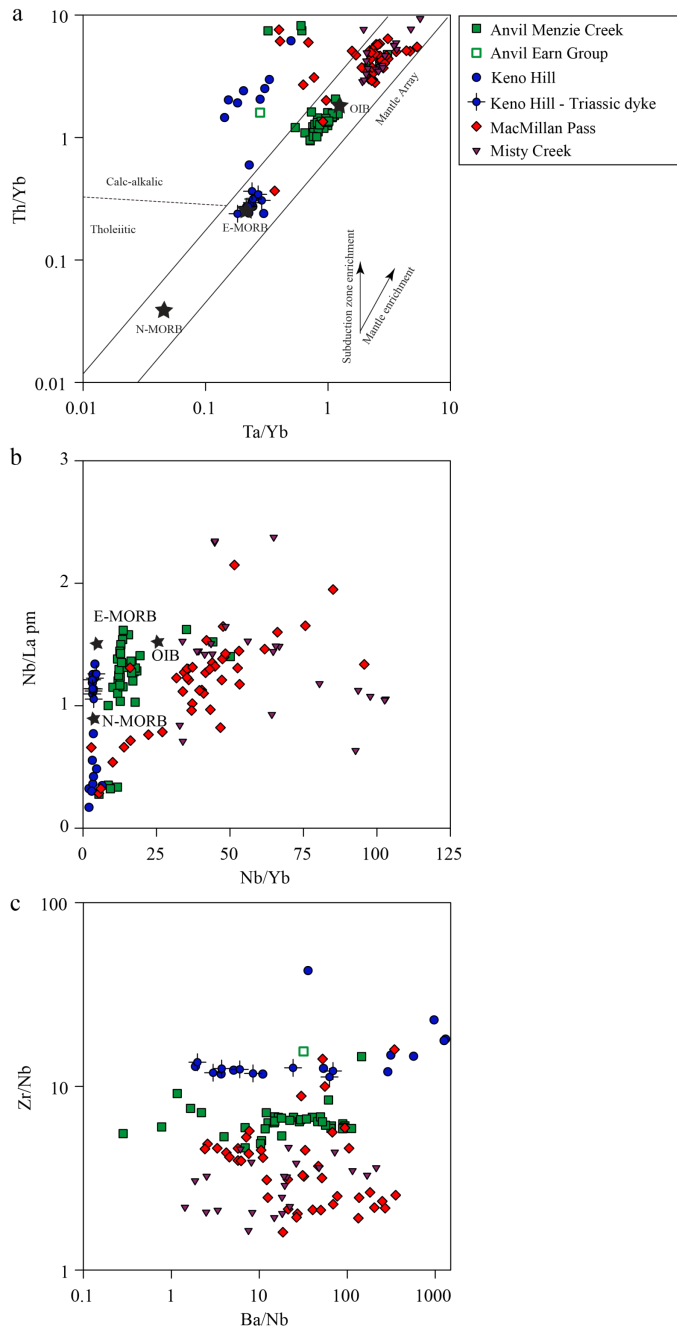 a
10
1
0.1
0.01
Th/Yb
Calc-alkalic
Tholeiitic
N-MORB
E-MORB
OIB
Mantle Array
Subduction zone enrichment
Mantle enrichment
0.01
0.1
1
10
Ta/Yb
Anvil Menzie Creek
Anvil Earn Group
Keno Hill
Keno Hill - Triassic dyke
MacMillan Pass
Misty Creek
b
3
2
1
0
Nb/La pm
E-MORB
OIB
N-MORB
0
25
50
75
100
125
Nb/Yb
c
100
10
1
Zr/Nb
0.1
1
10
100
1000
Ba/Nb